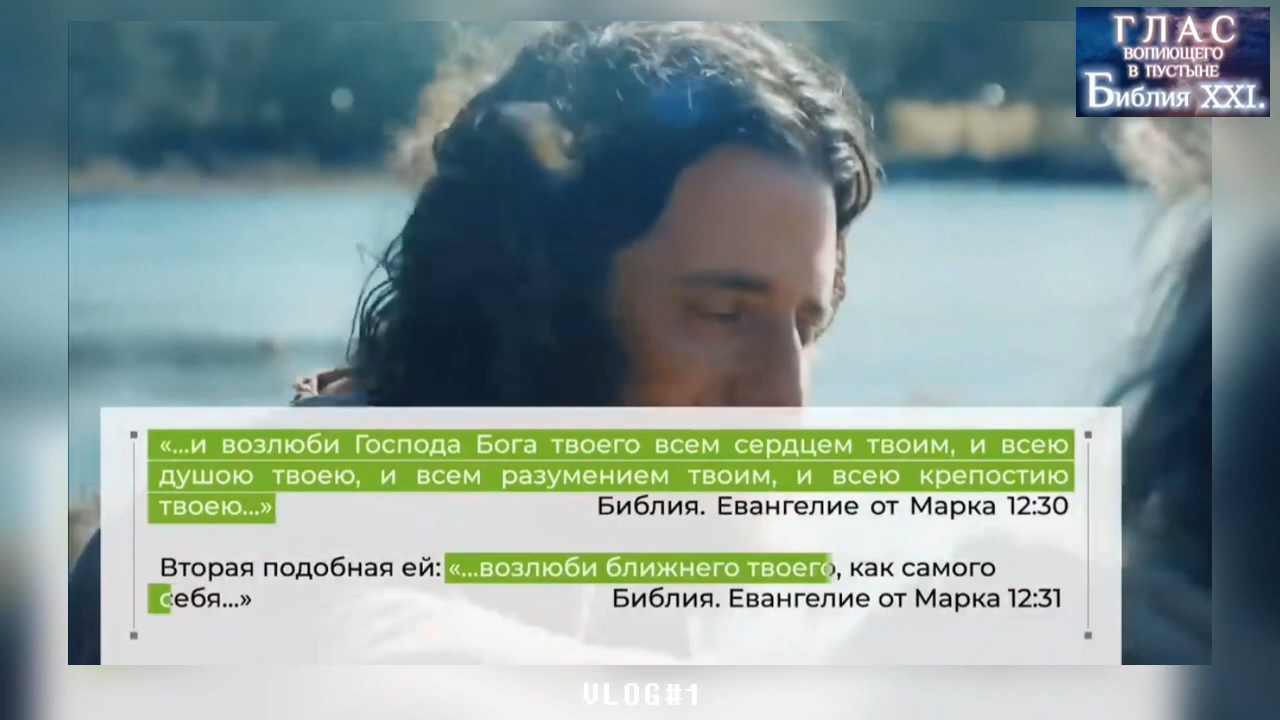 ГЛАС
ВОПИЮЩЕГО
В ПУСТЫНЕ
Библия XXI.
«...и возлюби Господа Бога твоего всем сердцем твоим, и всею
душою твоею, и всем разумением твоим, и всею крепостию
твоею...» Библия. Евангелие от Марка 12:30
Вторая подобная ей: «...возлюби ближнего твоего, как самого
себя...» Библия. Евангелие от Марка 12:31
VLOG#1